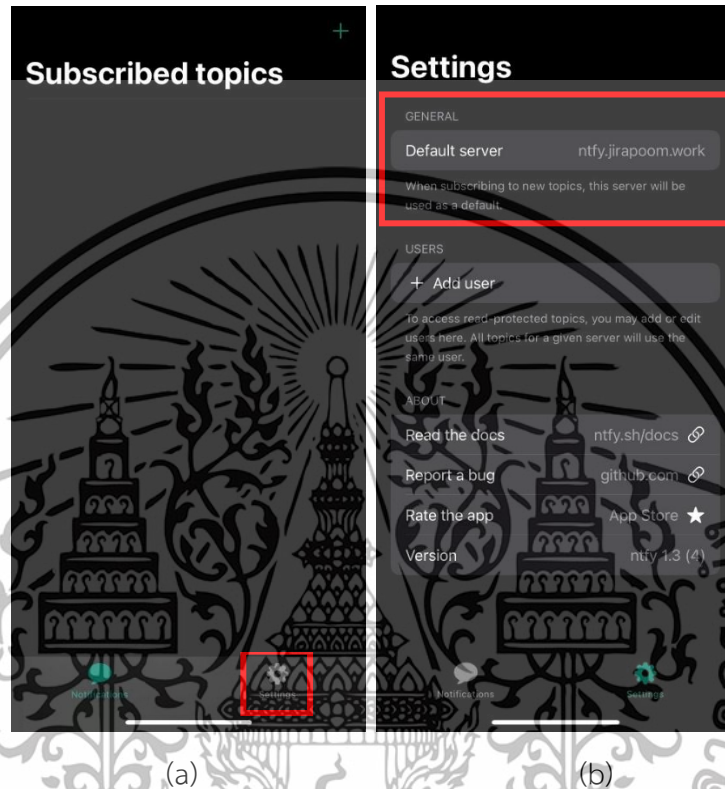 Subscribed topics
Notifications
Settings
(a)
Settings
GENERAL
Default server ntfy.jirapoom.work
When subscribing to new topics, this server will be
used as a default.
USERS
+ Add user
To access read-protected topics, you may add or edit
users here. All topics for a given server will use the
same user.
ABOUT
Read the docs ntfy.sh/docs
Report a bug github.com
Rate the app App Store
Version ntfy 1.3 (4)
Notifications
Settings
(b)